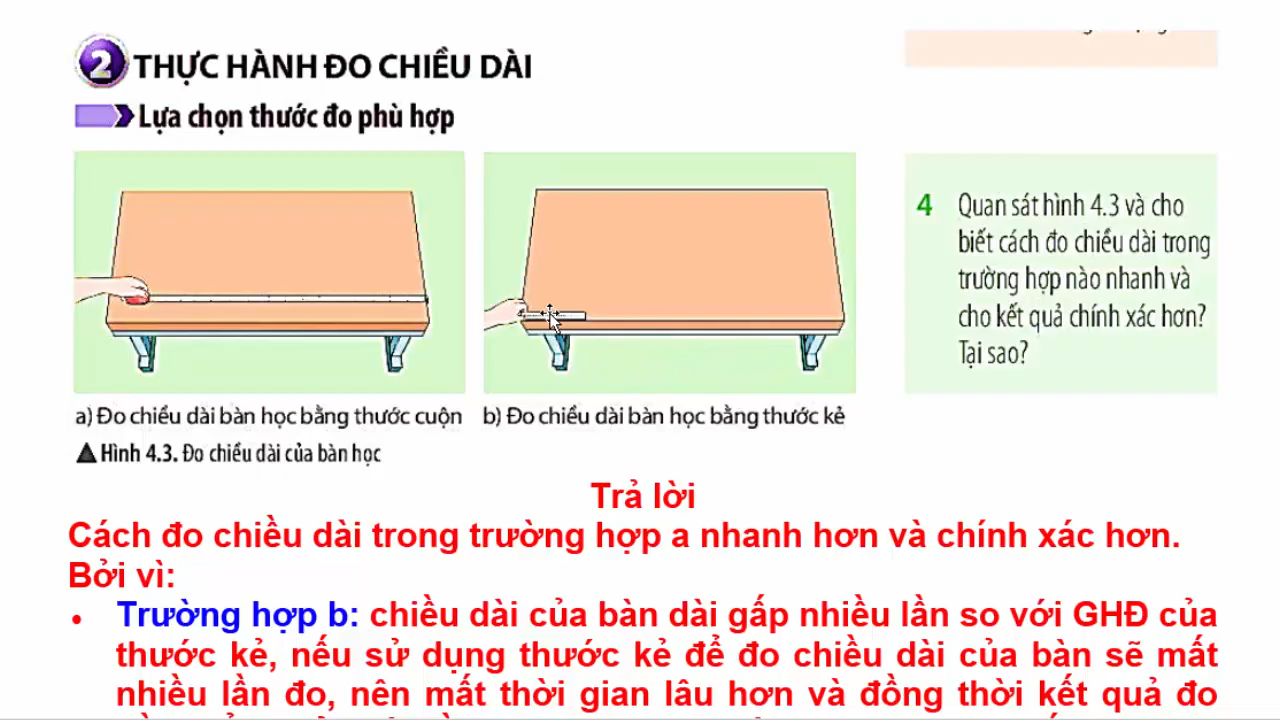 2 THỰC HÀNH ĐO CHIỀU DÀI
Lựa chọn thước đo phù hợp
a) Đo chiều dài bàn học bằng thước cuộn
b) Đo chiều dài bàn học bằng thước kẻ
Hình 4.3. Đo chiều dài của bàn học
4 Quan sát hình 4.3 và cho
biết cách đo chiều dài trong
trường hợp nào nhanh và
cho kết quả chính xác hơn?
Tại sao?
Trả lời
Cách đo chiều dài trong trường hợp a nhanh hơn và chính xác hơn.
Bởi vì:
• Trường hợp b: chiều dài của bàn dài gấp nhiều lần so với GHĐ của
thước kẻ, nếu sử dụng thước kẻ để đo chiều dài của bàn sẽ mất
nhiều lần đo, nên mất thời gian lâu hơn và đồng thời kết quả đo